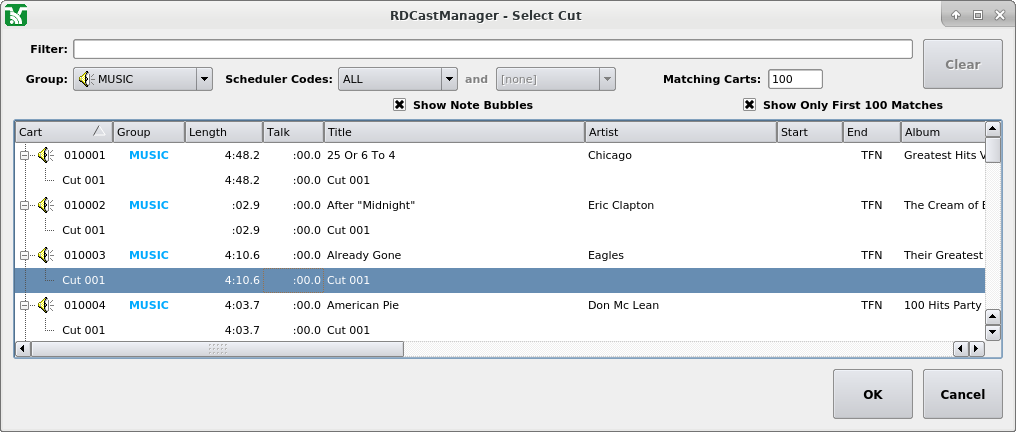 RDCastManager - Select Cut
Filter:
Clear
Group: MUSIC Scheduler Codes: ALL and [none] Matching Carts: 100
Show Note Bubbles Show Only First 100 Matches
Cart Group Length Talk Title Artist Start End Album
010001 MUSIC 4:48.2 :00.0 25 Or 6 To 4 Chicago TFN Greatest Hits V
Cut 001 4:48.2 :00.0 Cut 001
010002 MUSIC :02.9 :00.0 After "Midnight" Eric Clapton TFN The Cream of E
Cut 001 :02.9 :00.0 Cut 001
010003 MUSIC 4:10.6 :00.0 Already Gone Eagles TFN Their Greatest
Cut 001 4:10.6 :00.0 Cut 001
010004 MUSIC 4:03.7 :00.0 American Pie Don Mc Lean TFN 100 Hits Party
Cut 001 4:03.7 :00.0 Cut 001
OK Cancel